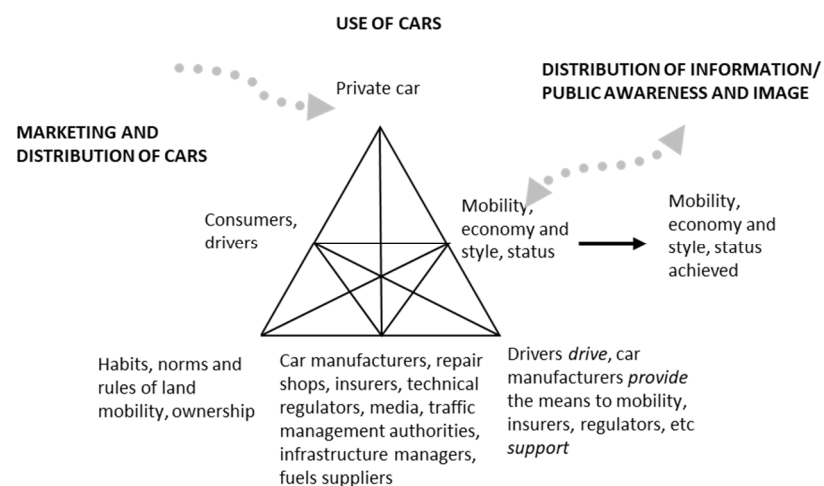 USE OF CARS
Private car
DISTRIBUTION OF INFORMATION/
PUBLIC AWARENESS AND IMAGE
MARKETING AND
DISTRIBUTION OF CARS
Consumers,
drivers
Mobility,
economy and
style, status
Mobility,
economy and
style, status
achieved
Habits, norms and
rules of land
mobility, ownership
Car manufacturers, repair
shops, insurers, technical
regulators, media, traffic
management authorities,
infrastructure managers,
fuels suppliers
Drivers drive, car
manufacturers provide
the means to mobility,
insurers, regulators, etc
support